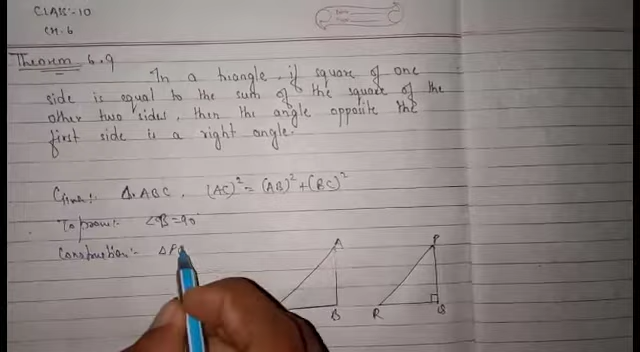 CLASS:-10
CH. 6
Theorem 6.9
In a triangle, if square of one
side is equal to the sum of the square of the
other two sides, then the angle opposite the
first side is a right angle.
Given:- Δ ABC, (AC)² = (AB)² + (BC)²
To prove:- ∠B = 90°
Construction:- Δ P
A
B
P
R
Q